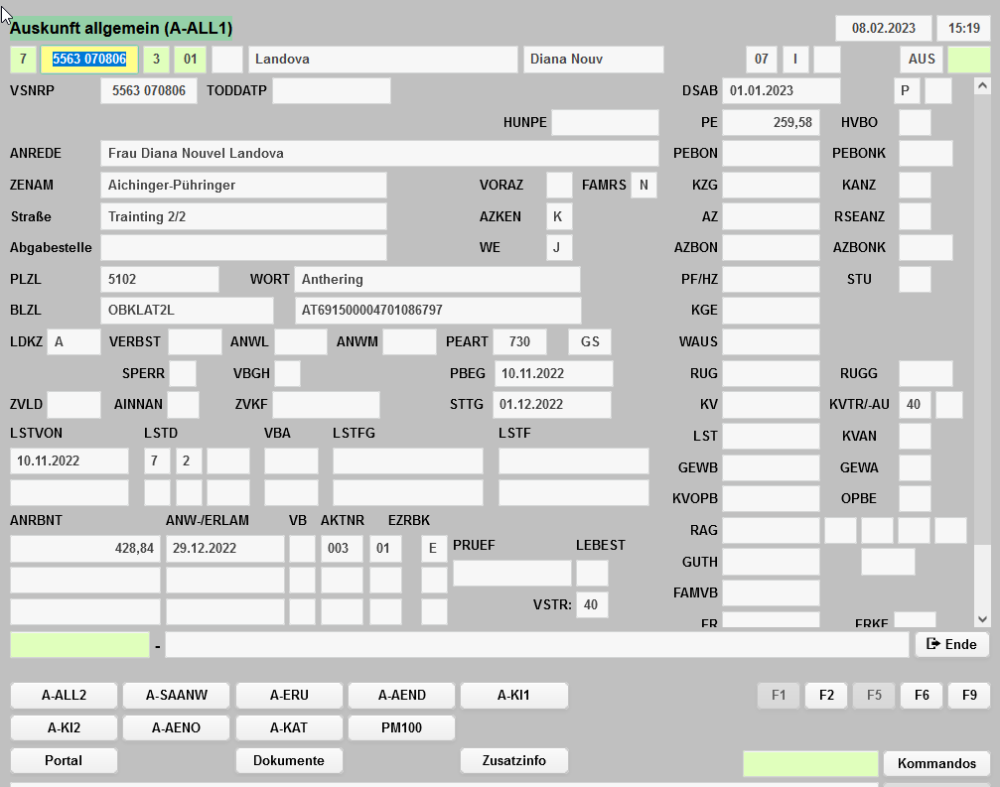 Auskunft allgemein (A-ALL1) 08.02.2023 15:19
7 5563 070806 3 01 Landova Diana Nouv 07 I AUS
VSNRP 5563 070806 TODDATP DSAB 01.01.2023 P
HUNPE PE 259,58 HVBO
ANREDE Frau Diana Nouvel Landova PEBON PEBONK
ZENAM Aichinger-Pühringer VORAZ FAMRS N KZG KANZ
Straße Trainting 2/2 AZKEN K AZ RSEANZ
Abgabestelle WE J AZBON AZBONK
PLZL 5102 WORT Anthering PF/HZ STU
BLZL OBKLAT2L AT691500004701086797 KGE
LDKZ A VERBST ANWL ANWM PEART 730 GS WAUS
SPERR VBGH PBEG 10.11.2022 RUG RUGG
ZVLD AINNAN ZVKF STTG 01.12.2022 KV KVTR/-AU 40
LSTVON LSTD VBA LSTFG LSTF LST KVAN
10.11.2022 7 2 GEWB GEWA
KVOPB OPBE
ANRBNT ANW-/ERLAM VB AKTNR EZRBK RAG
428,84 29.12.2022 003 01 E PRUEF LEBEST
GUTH
VSTR: 40 FAMVB
ER ERKE
- Ende
A-ALL2 A-SAANW A-ERU A-AEND A-KI1 F1 F2 F5 F6 F9
A-KI2 A-AENO A-KAT PM100
Portal Dokumente Zusatzinfo Kommandos